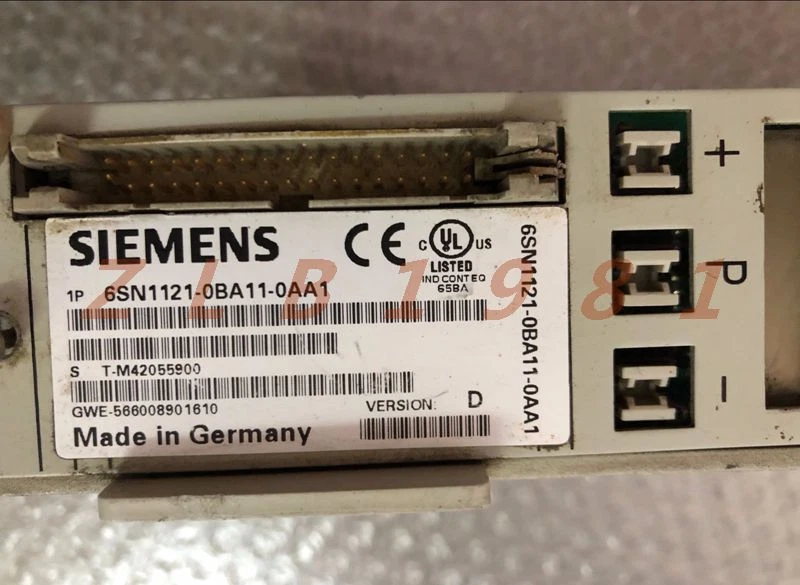 SIEMENS
CE
C UL US
LISTED
IND CONT EQ
65BA
1P 6SN1121-0BA11-0AA1
S T-M42055900
GWE-566008901610
VERSION: D
Made in Germany
6SN1121-0BA11-0AA1
+
P
-
ZLB1981